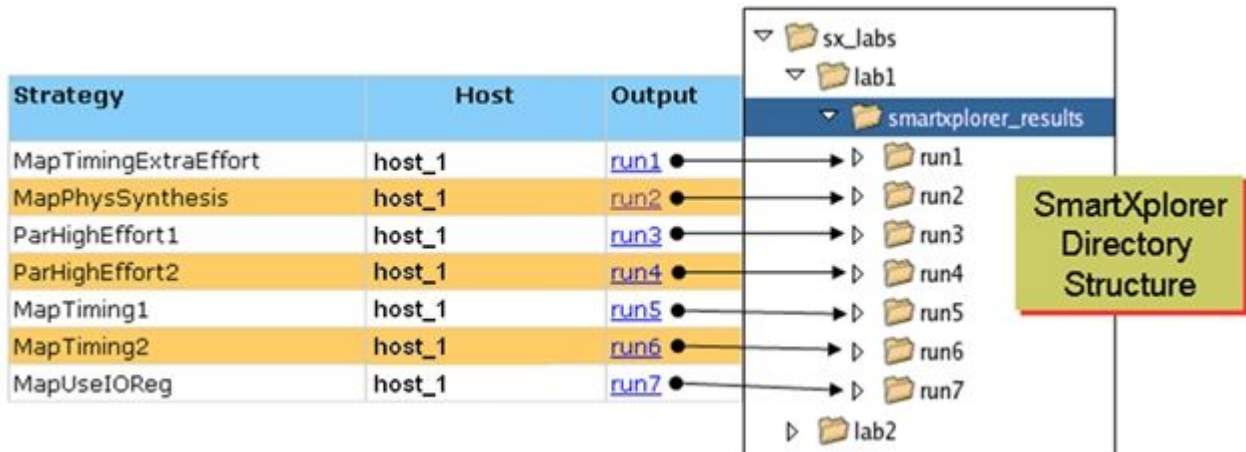 Strategy Host Output
MapTimingExtraEffort host_1 run1
MapPhysSynthesis host_1 run2
ParHighEffort1 host_1 run3
ParHighEffort2 host_1 run4
MapTiming1 host_1 run5
MapTiming2 host_1 run6
MapUseIOReg host_1 run7
sx_labs
lab1
smartxplorer_results
run1
run2
run3
run4
run5
run6
run7
lab2
SmartXplorer
Directory
Structure